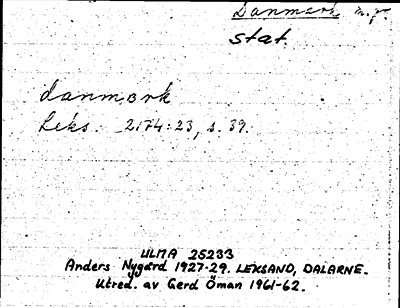 Danmark n.pr.
stat.
danmark
Leks. 2174:23, s. 39.
ULMA 25233
Anders Nygård 1927-29. LEKSAND, DALARNE.
Utred. av Gerd Öman 1961-62.